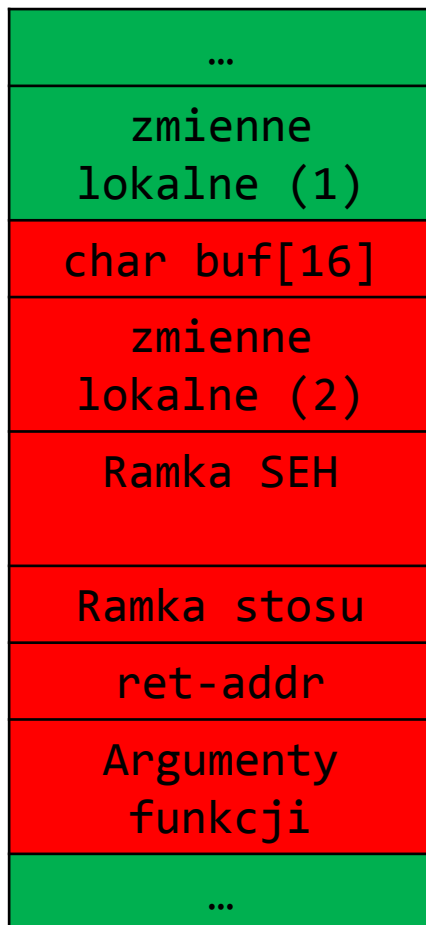 …
zmienne
lokalne (1)
char buf[16]
zmienne
lokalne (2)
Ramka SEH
Ramka stosu
ret-addr
Argumenty
funkcji
…